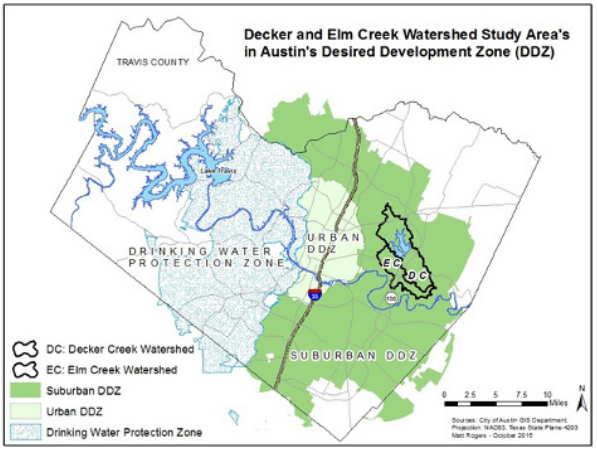 Decker and Elm Creek Watershed Study Area's
in Austin's Desired Development Zone (DDZ)
TRAVIS COUNTY
Lake Travis
URBAN
DDZ
DRINKING WATER
PROTECTION ZONE
EC
DC
35
130
SUBURBAN DDZ
DC: Decker Creek Watershed
EC: Elm Creek Watershed
Suburban DDZ
Urban DDZ
Drinking Water Protection Zone
0 2.5 5 7.5 10
Miles
N
Sources: City of Austin GIS Department.
Projection: NAD83, Texas State Plane-4203
Matt Rogers - October 2015